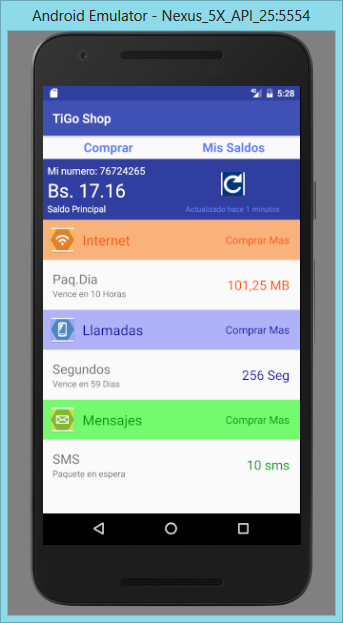 Android Emulator - Nexus_5X_API_25:5554
5:28
TiGo Shop
Comprar Mis Saldos
Mi numero: 76724265
Bs. 17.16
Saldo Principal Actualizado hace 1 minutos
Internet Comprar Mas
Paq.Dia
Vence en 10 Horas
101,25 MB
Llamadas Comprar Mas
Segundos
Vence en 59 Dias
256 Seg
Mensajes Comprar Mas
SMS
Paquete en espera
10 sms